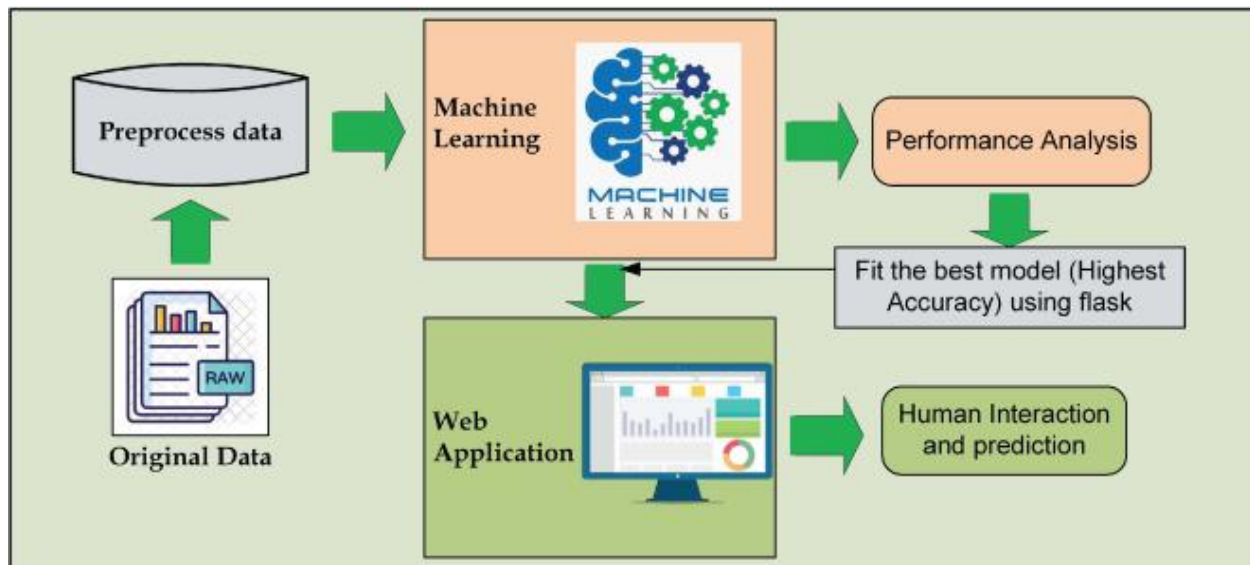 Preprocess data
Machine
Learning
MACHINE
LEARNING
Performance Analysis
Fit the best model (Highest
Accuracy) using flask
RAW
Original Data
Web
Application
Human Interaction
and prediction